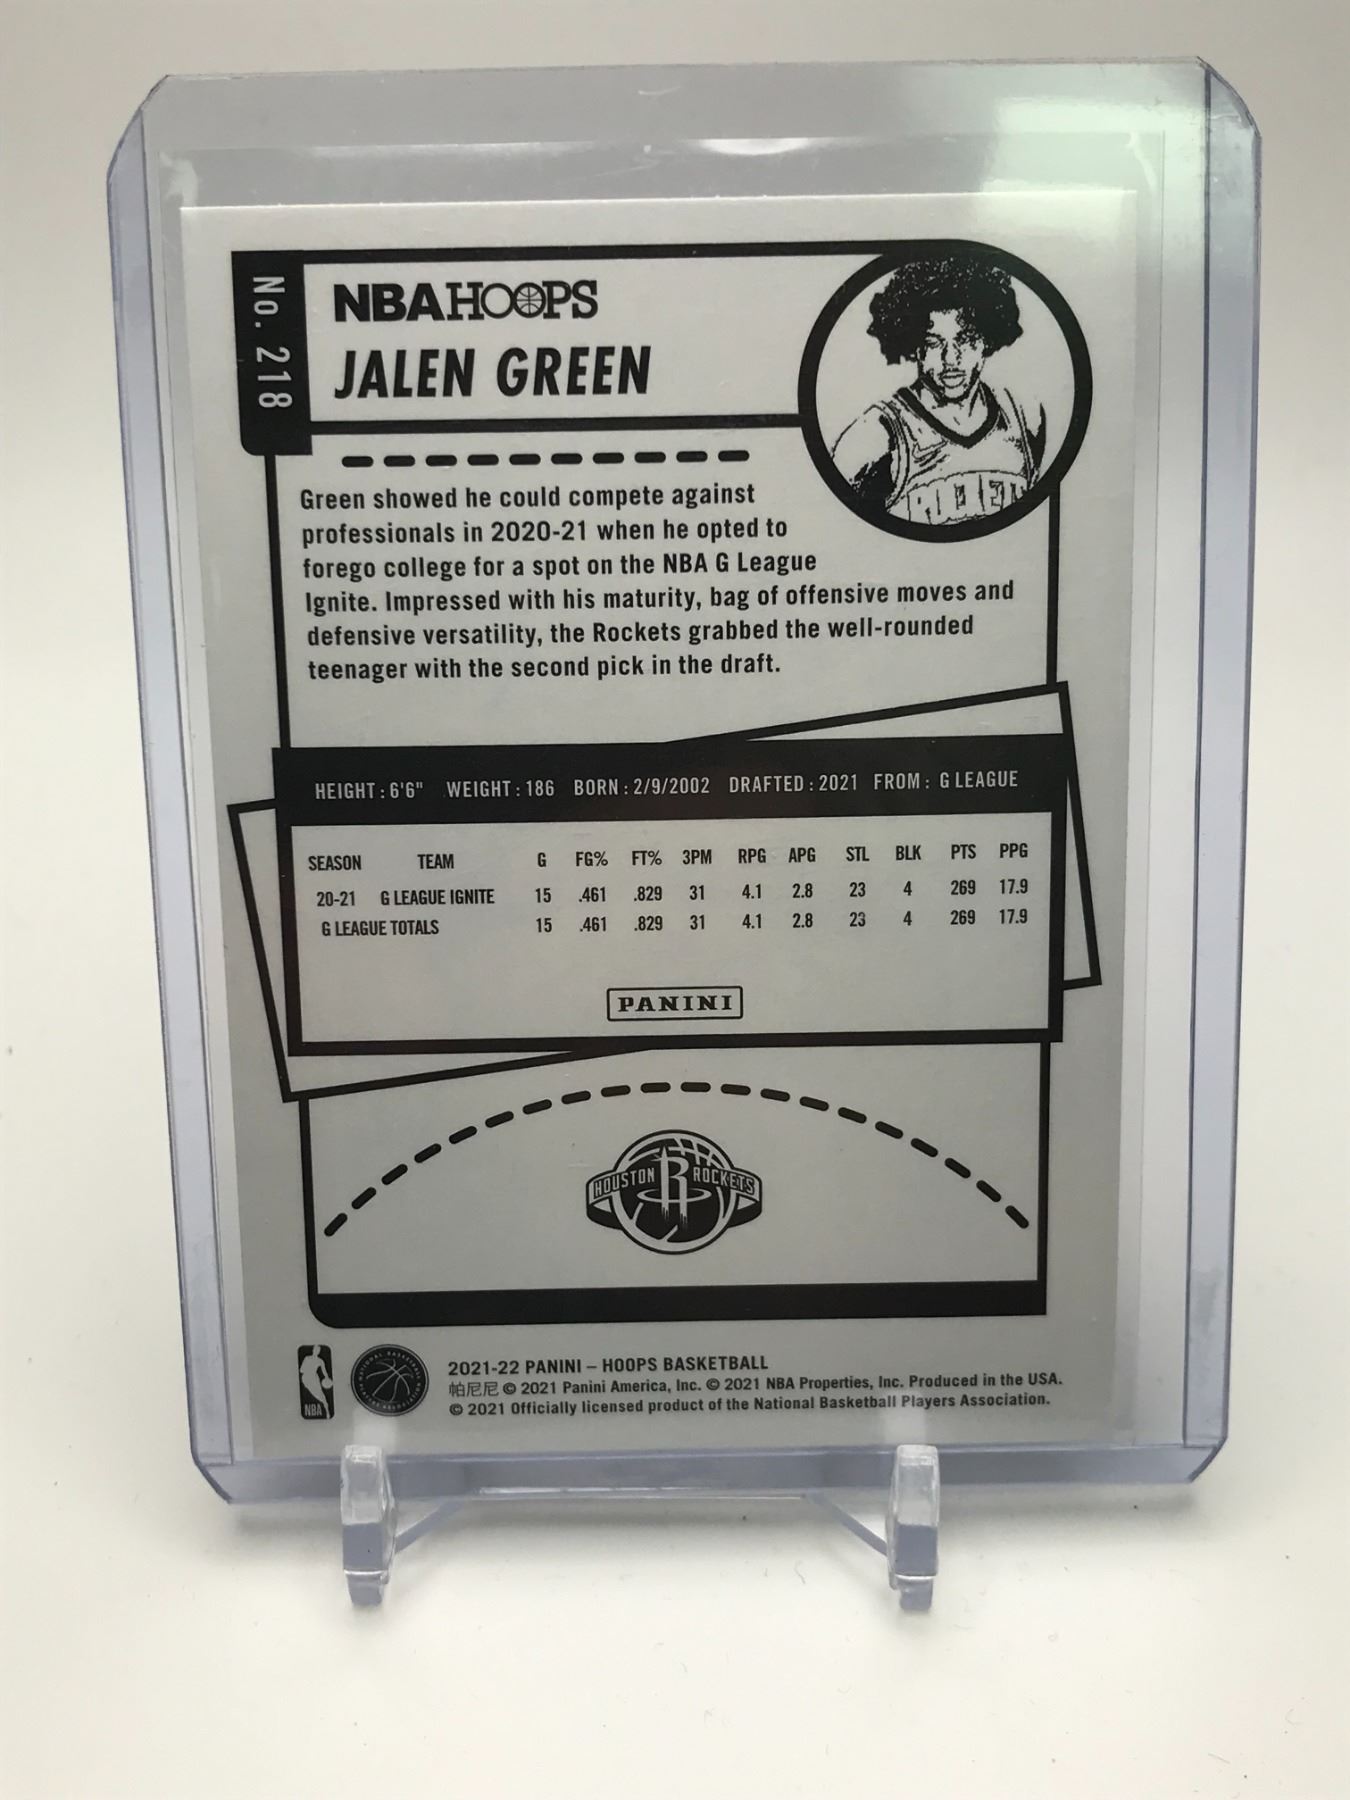 No. 218
NBA HOOPS
JALEN GREEN
ROCKETS
Green showed he could compete against
professionals in 2020-21 when he opted to
forego college for a spot on the NBA G League
Ignite. Impressed with his maturity, bag of offensive moves and
defensive versatility, the Rockets grabbed the well-rounded
teenager with the second pick in the draft.
HEIGHT : 6'6" WEIGHT : 186 BORN : 2/9/2002 DRAFTED : 2021 FROM : G LEAGUE
SEASON TEAM G FG% FT% 3PM RPG APG STL BLK PTS PPG
20-21 G LEAGUE IGNITE 15 .461 .829 31 4.1 2.8 23 4 269 17.9
G LEAGUE TOTALS 15 .461 .829 31 4.1 2.8 23 4 269 17.9
PANINI
HOUSTON R ROCKETS
NBA
NATIONAL BASKETBALL PLAYERS ASSOCIATION
2021-22 PANINI – HOOPS BASKETBALL
帕尼尼 © 2021 Panini America, Inc. © 2021 NBA Properties, Inc. Produced in the USA.
© 2021 Officially licensed product of the National Basketball Players Association.